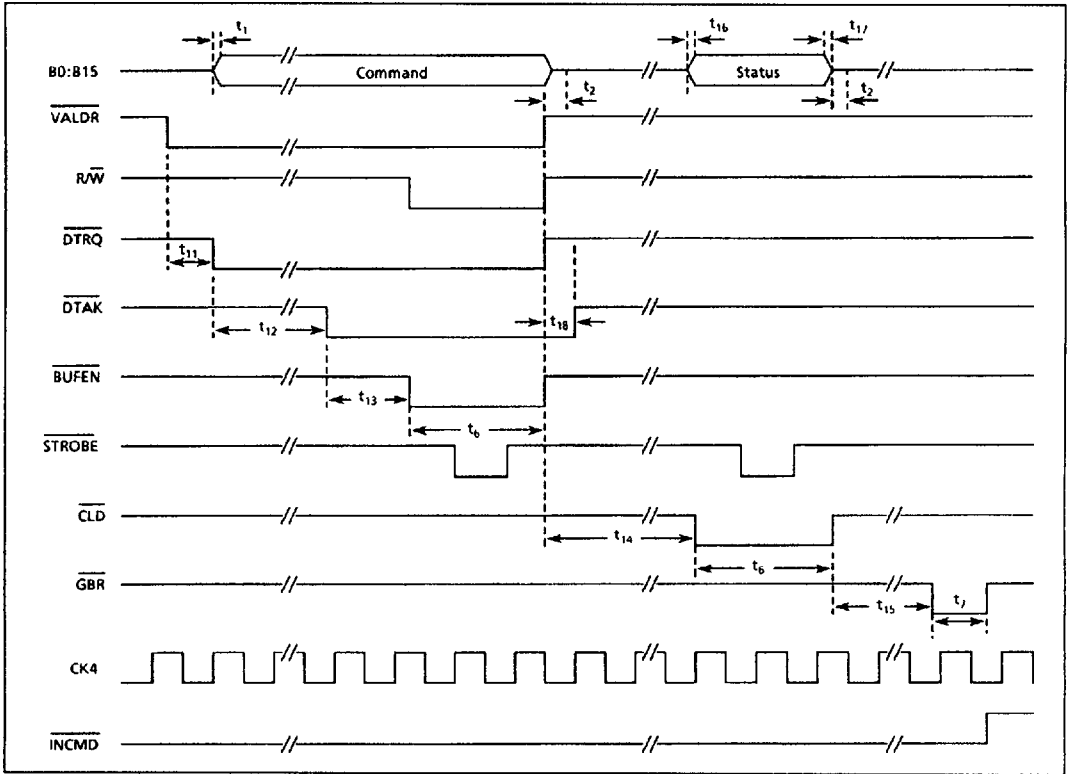 t1
t16
t17
B0:B15
Command
Status
t2
t2
VALDR
R/W
DTRQ
t11
DTAK
t12
t18
BUFEN
t13
t6
STROBE
CLD
t14
t6
GBR
t15
t7
CK4
INCMD